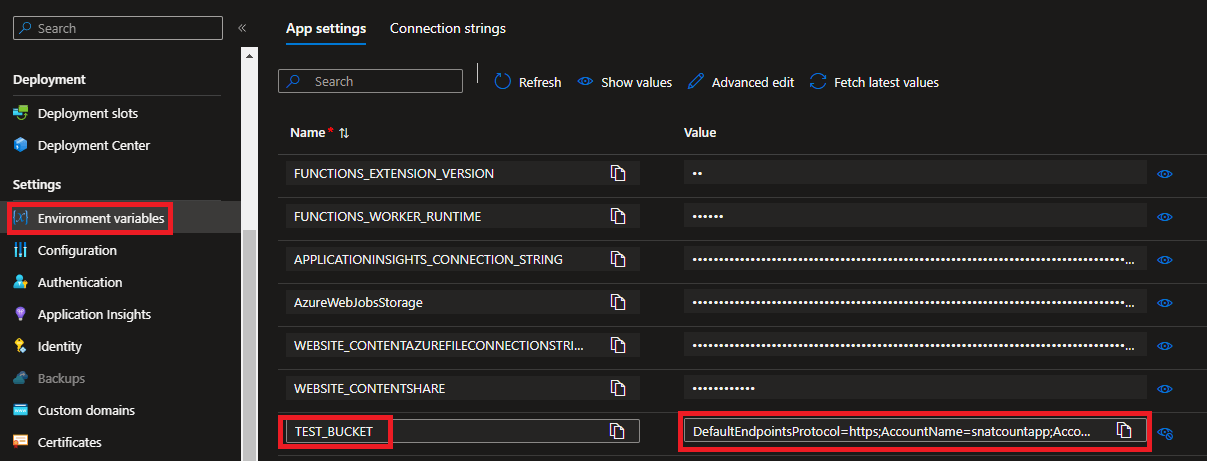 Search
«
Deployment
Deployment slots
Deployment Center
Settings
Environment variables
Configuration
Authentication
Application Insights
Identity
Backups
Custom domains
Certificates
App settings Connection strings
Search Refresh Show values Advanced edit Fetch latest values
Name * Value
FUNCTIONS_EXTENSION_VERSION ••
FUNCTIONS_WORKER_RUNTIME ••••••
APPLICATIONINSIGHTS_CONNECTION_STRING ...
AzureWebJobsStorage ...
WEBSITE_CONTENTAZUREFILECONNECTIONSTRI... ...
WEBSITE_CONTENTSHARE ••••••••••••
TEST_BUCKET DefaultEndpointsProtocol=https;AccountName=snatcountapp;Acco...